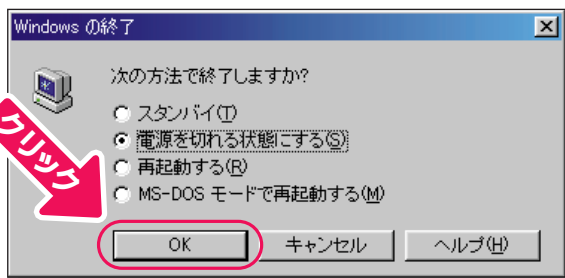 Windows の終了
次の方法で終了しますか?
スタンバイ(T)
電源を切れる状態にする(S)
再起動する(R)
MS-DOS モードで再起動する(M)
クリック
OK
キャンセル
ヘルプ(H)